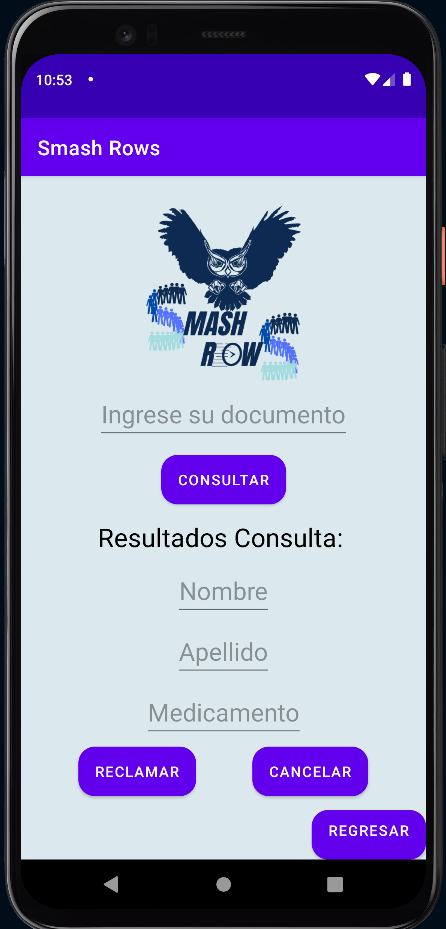 10:53
Smash Rows
MASH
ROW
Ingrese su documento
CONSULTAR
Resultados Consulta:
Nombre
Apellido
Medicamento
RECLAMAR CANCELAR
REGRESAR